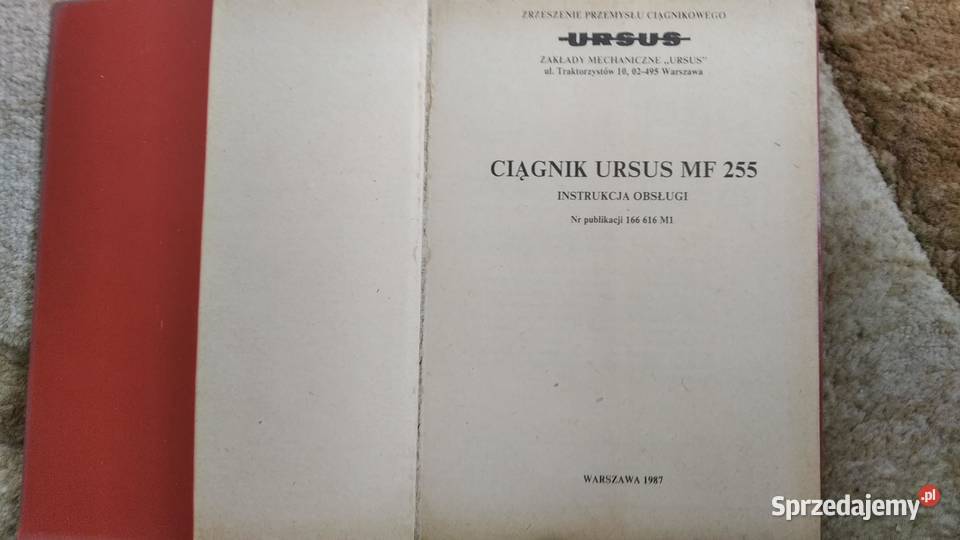 ZRZESZENIE PRZEMYSŁU CIĄGNIKOWEGO
URSUS
ZAKŁADY MECHANICZNE „URSUS"
ul. Traktorzystów 10, 02-495 Warszawa
CIĄGNIK URSUS MF 255
INSTRUKCJA OBSŁUGI
Nr publikacji 166 616 M1
WARSZAWA 1987
Sprzedajemy.pl